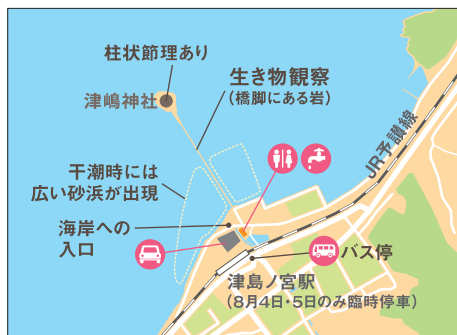 柱状節理あり
津嶋神社
生き物観察
(橋脚にある岩)
JR予讃線
干潮時には
広い砂浜が出現
海岸への
入口
バス停
津島ノ宮駅
(8月4日・5日のみ臨時停車)